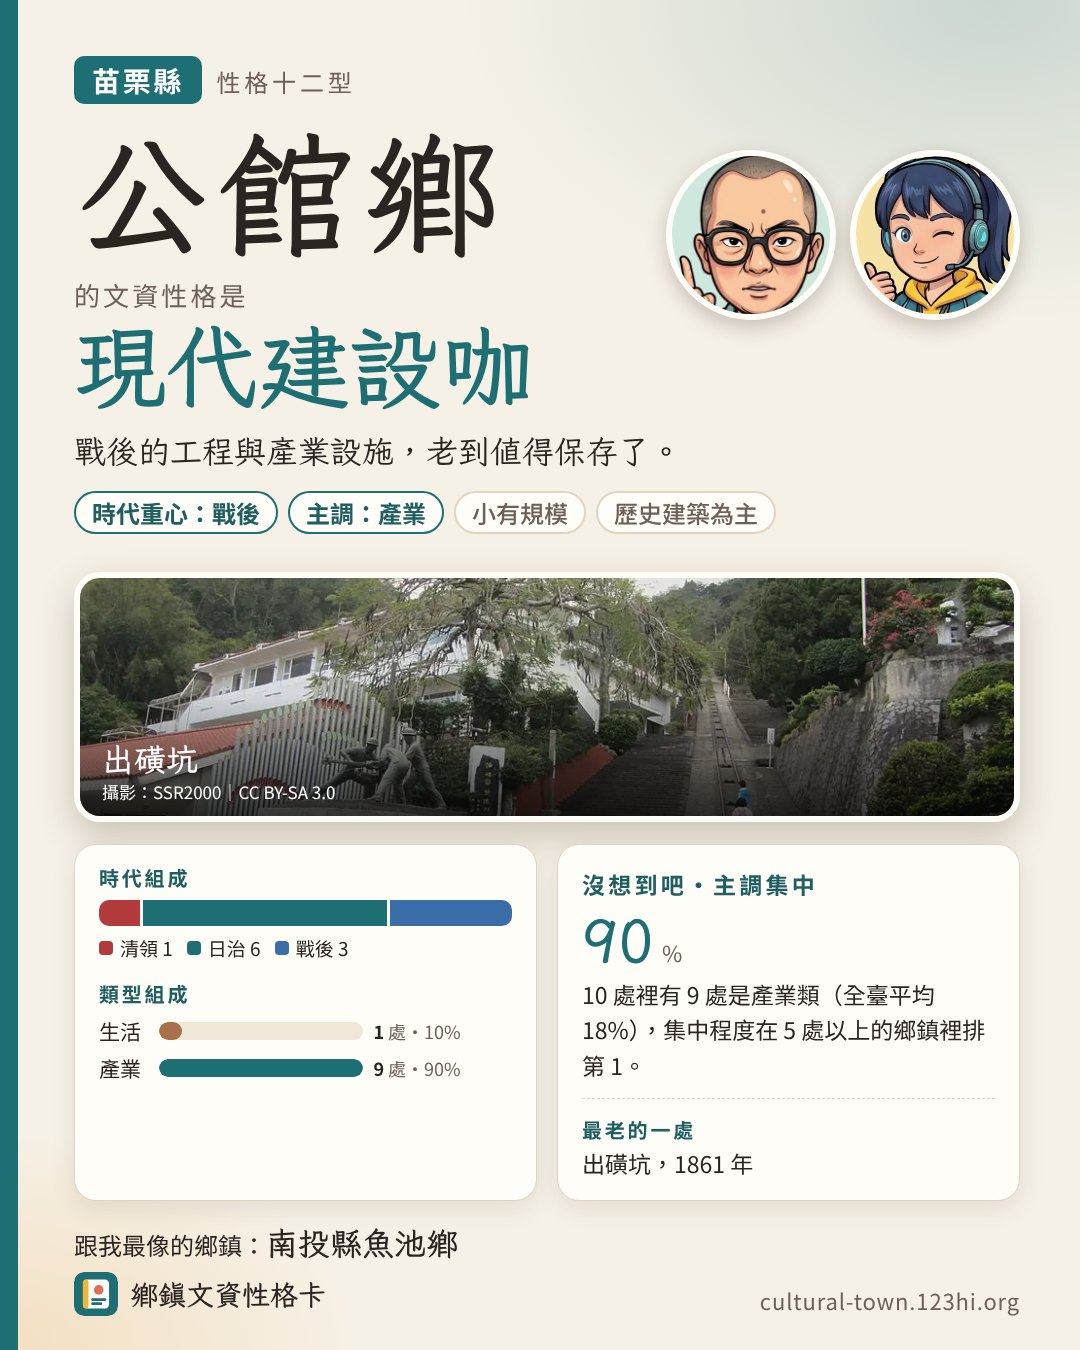 苗栗縣 性格十二型
公館鄉
的文資性格是
現代建設咖
戰後的工程與產業設施，老到值得保存了。
時代重心：戰後 主調：產業 小有規模 歷史建築為主
出磺坑
攝影：SSR2000｜CC BY-SA 3.0
時代組成
清領 1 日治 6 戰後 3
類型組成
生活 1 處・10%
產業 9 處・90%
沒想到吧・主調集中
90 %
10 處裡有 9 處是產業類（全臺平均
18%），集中程度在 5 處以上的鄉鎮裡排
第 1。
最老的一處
出磺坑，1861 年
跟我最像的鄉鎮：南投縣魚池鄉
鄉鎮文資性格卡
cultural-town.123hi.org